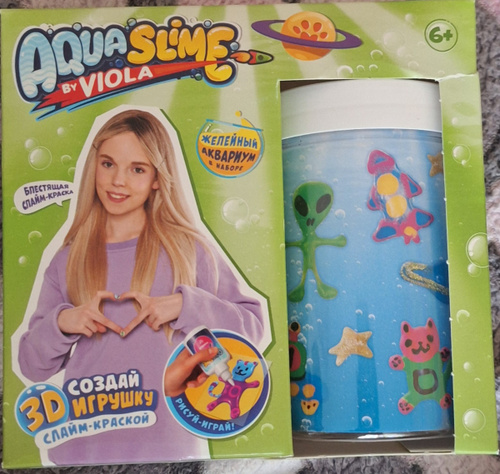 AQUA SLIME
BY VIOLA
6+
ЖЕЛЕЙНЫЙ
АКВАРИУМ
В НАБОРЕ
БЛЕСТЯЩАЯ
СЛАЙМ-КРАСКА
СОЗДАЙ
3D ИГРУШКУ
СЛАЙМ-КРАСКОЙ
РИСУЙ-ИГРАЙ!